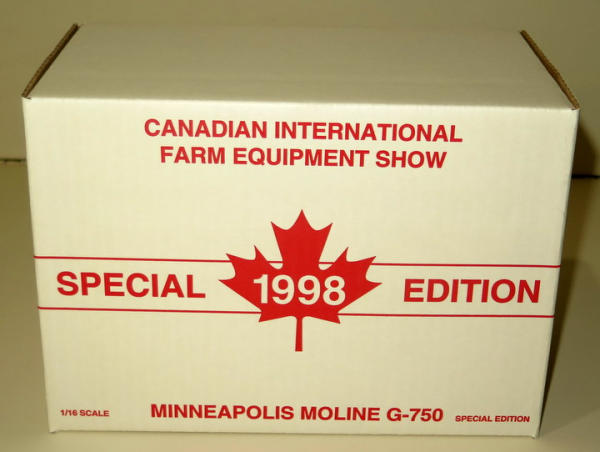 CANADIAN INTERNATIONAL
FARM EQUIPMENT SHOW
SPECIAL 1998 EDITION
1/16 SCALE MINNEAPOLIS MOLINE G-750 SPECIAL EDITION